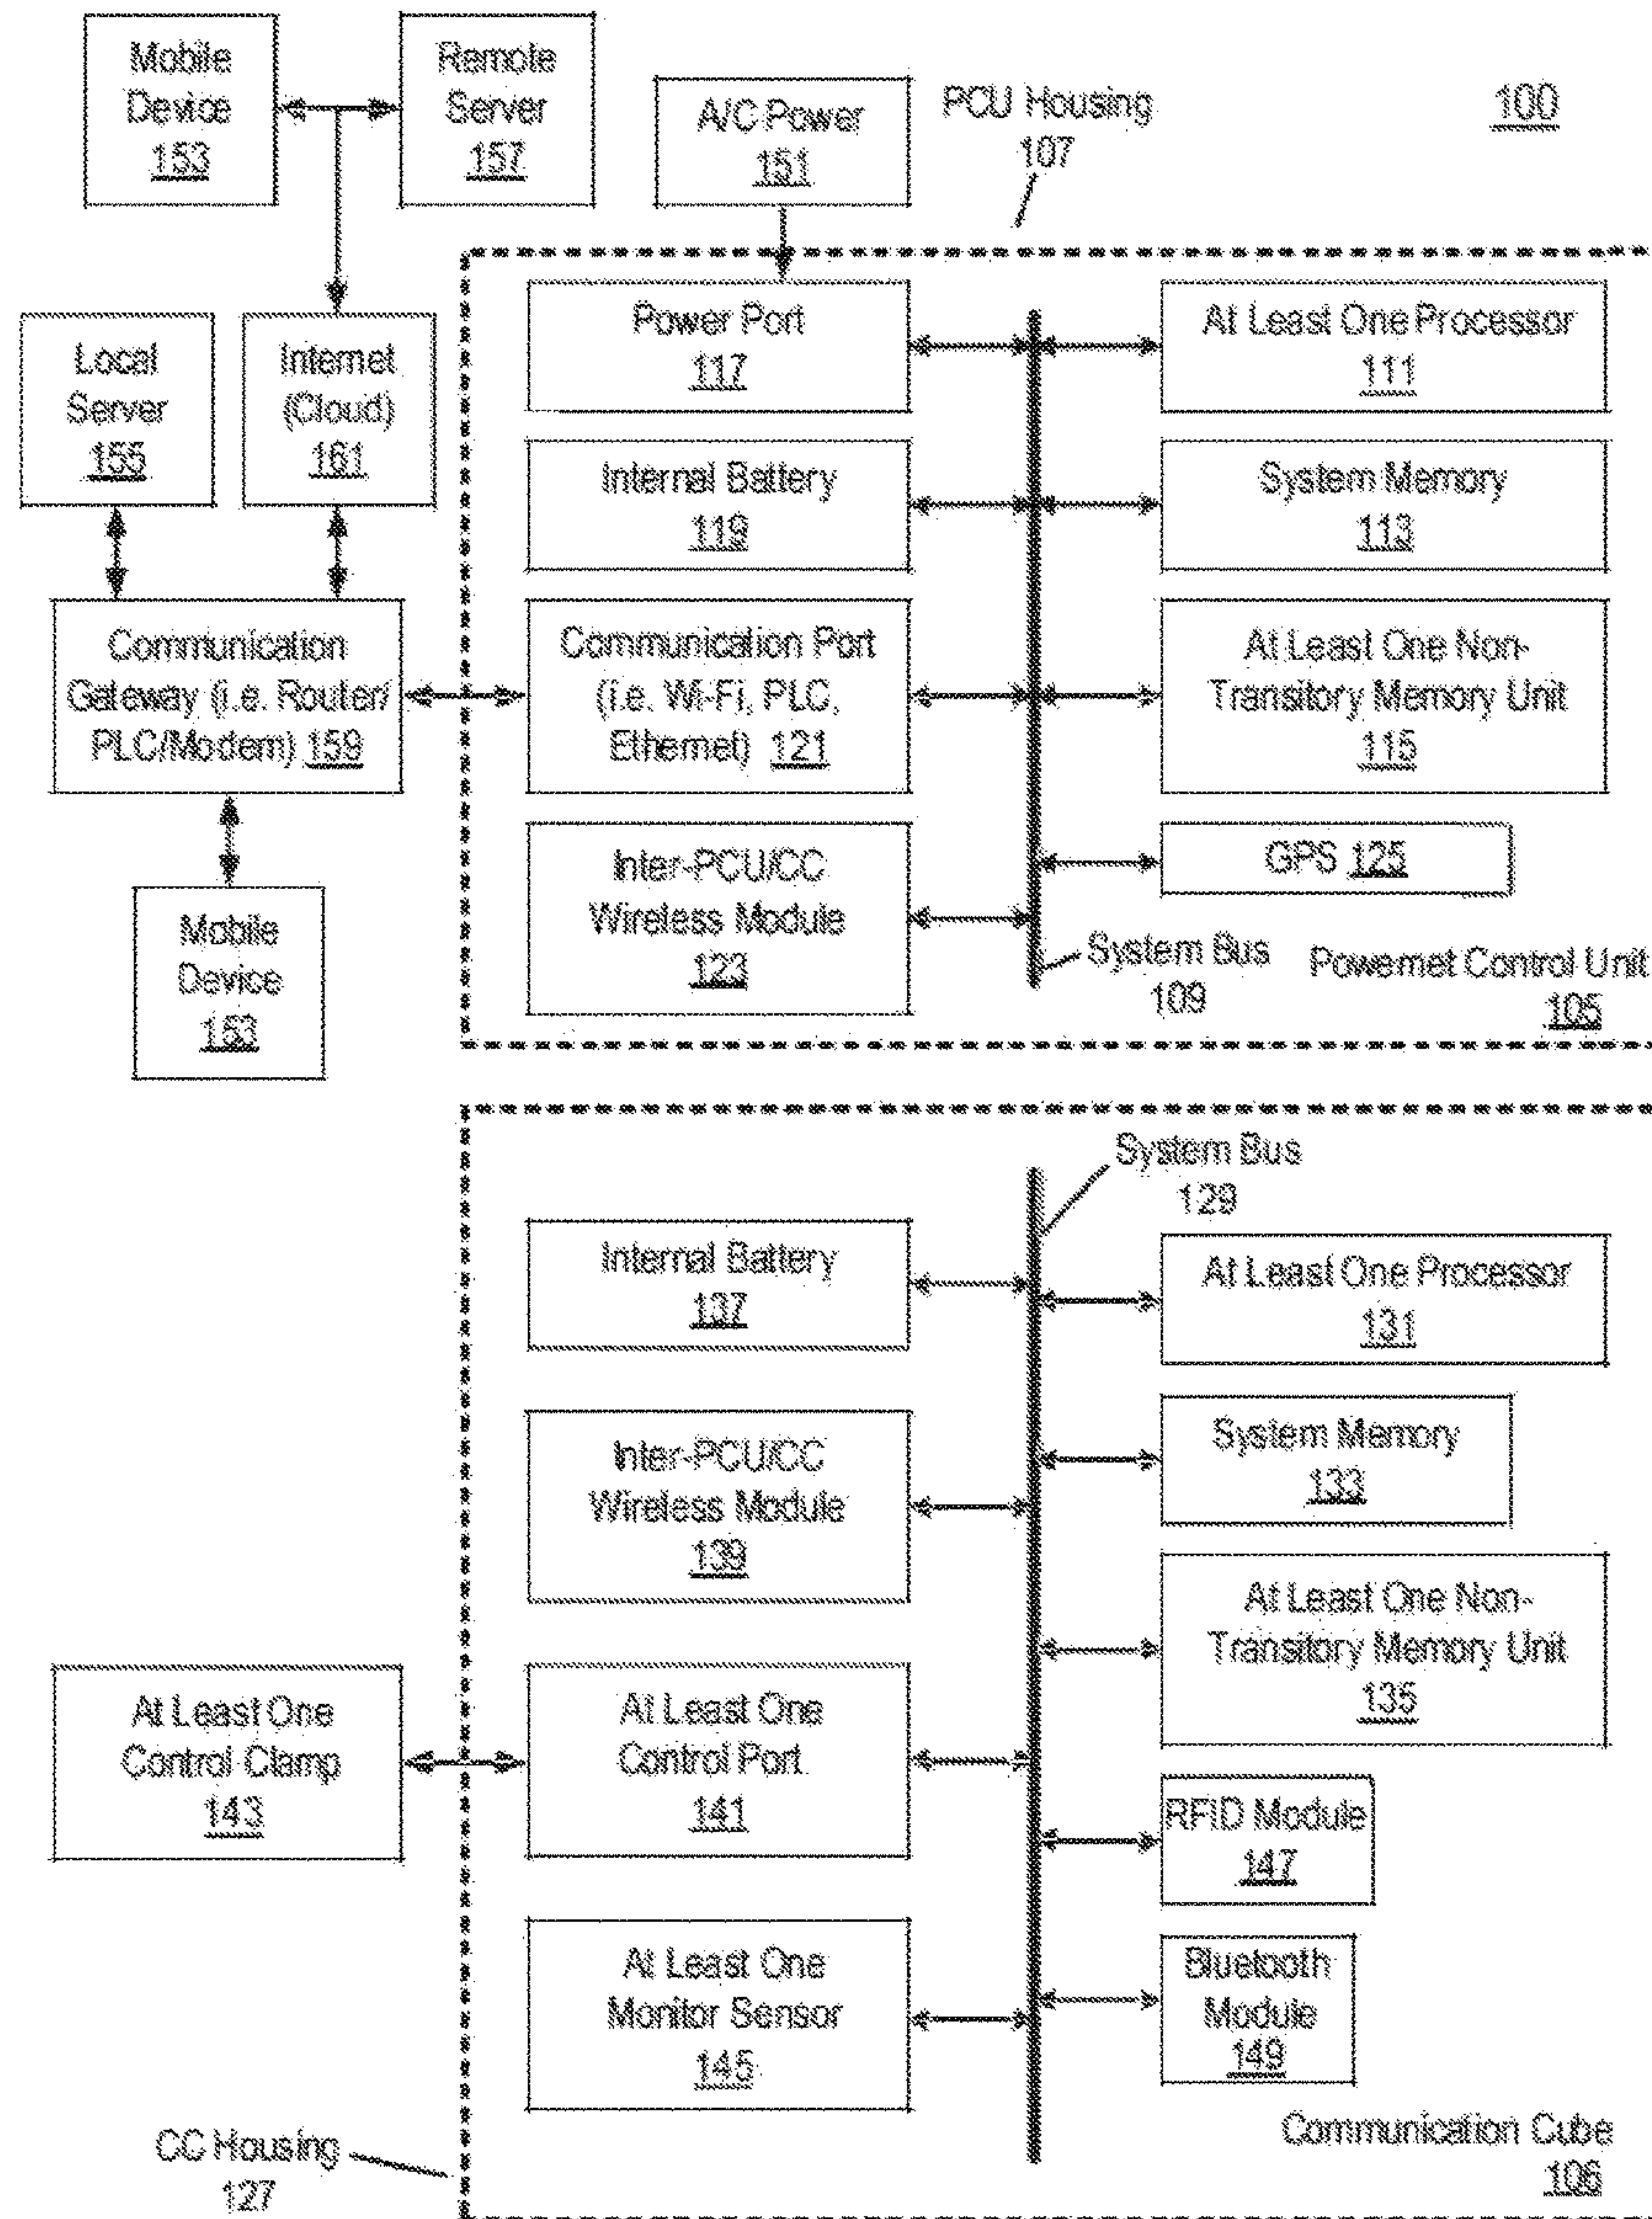 Mobile
Device
153
Remote
Server
157
A/C Power
151
PCU Housing
107
100
Local
Server
155
Internet
(Cloud)
161
Power Port
117
At Least One Processor
111
Internal Battery
119
System Memory
113
Communication
Gateway (i.e. Router/
PLC/Modem) 159
Communication Port
(i.e. Wi-Fi, PLC,
Ethernet) 121
At Least One Non-
Transitory Memory Unit
115
Inter-PCU/CC
Wireless Module
123
GPS 125
Mobile
Device
153
System Bus
109
Powernet Control Unit
105
System Bus
129
Internal Battery
137
At Least One Processor
131
Inter-PCU/CC
Wireless Module
139
System Memory
133
At Least One Non-
Transitory Memory Unit
135
At Least One
Control Clamp
143
At Least One
Control Port
141
RFID Module
147
At Least One
Monitor Sensor
145
Bluetooth
Module
149
CC Housing
127
Communication Cube
106